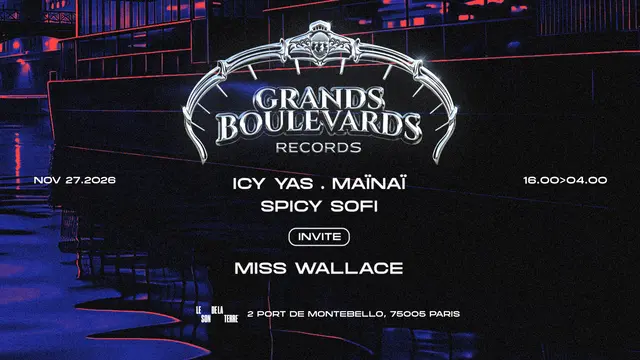 GRANDS
BOULEVARDS
RECORDS
NOV 27.2026
ICY YAS . MAÏNAÏ
SPICY SOFI
16.00>04.00
INVITE
MISS WALLACE
LE SON DE LA TERRE
2 PORT DE MONTEBELLO, 75005 PARIS